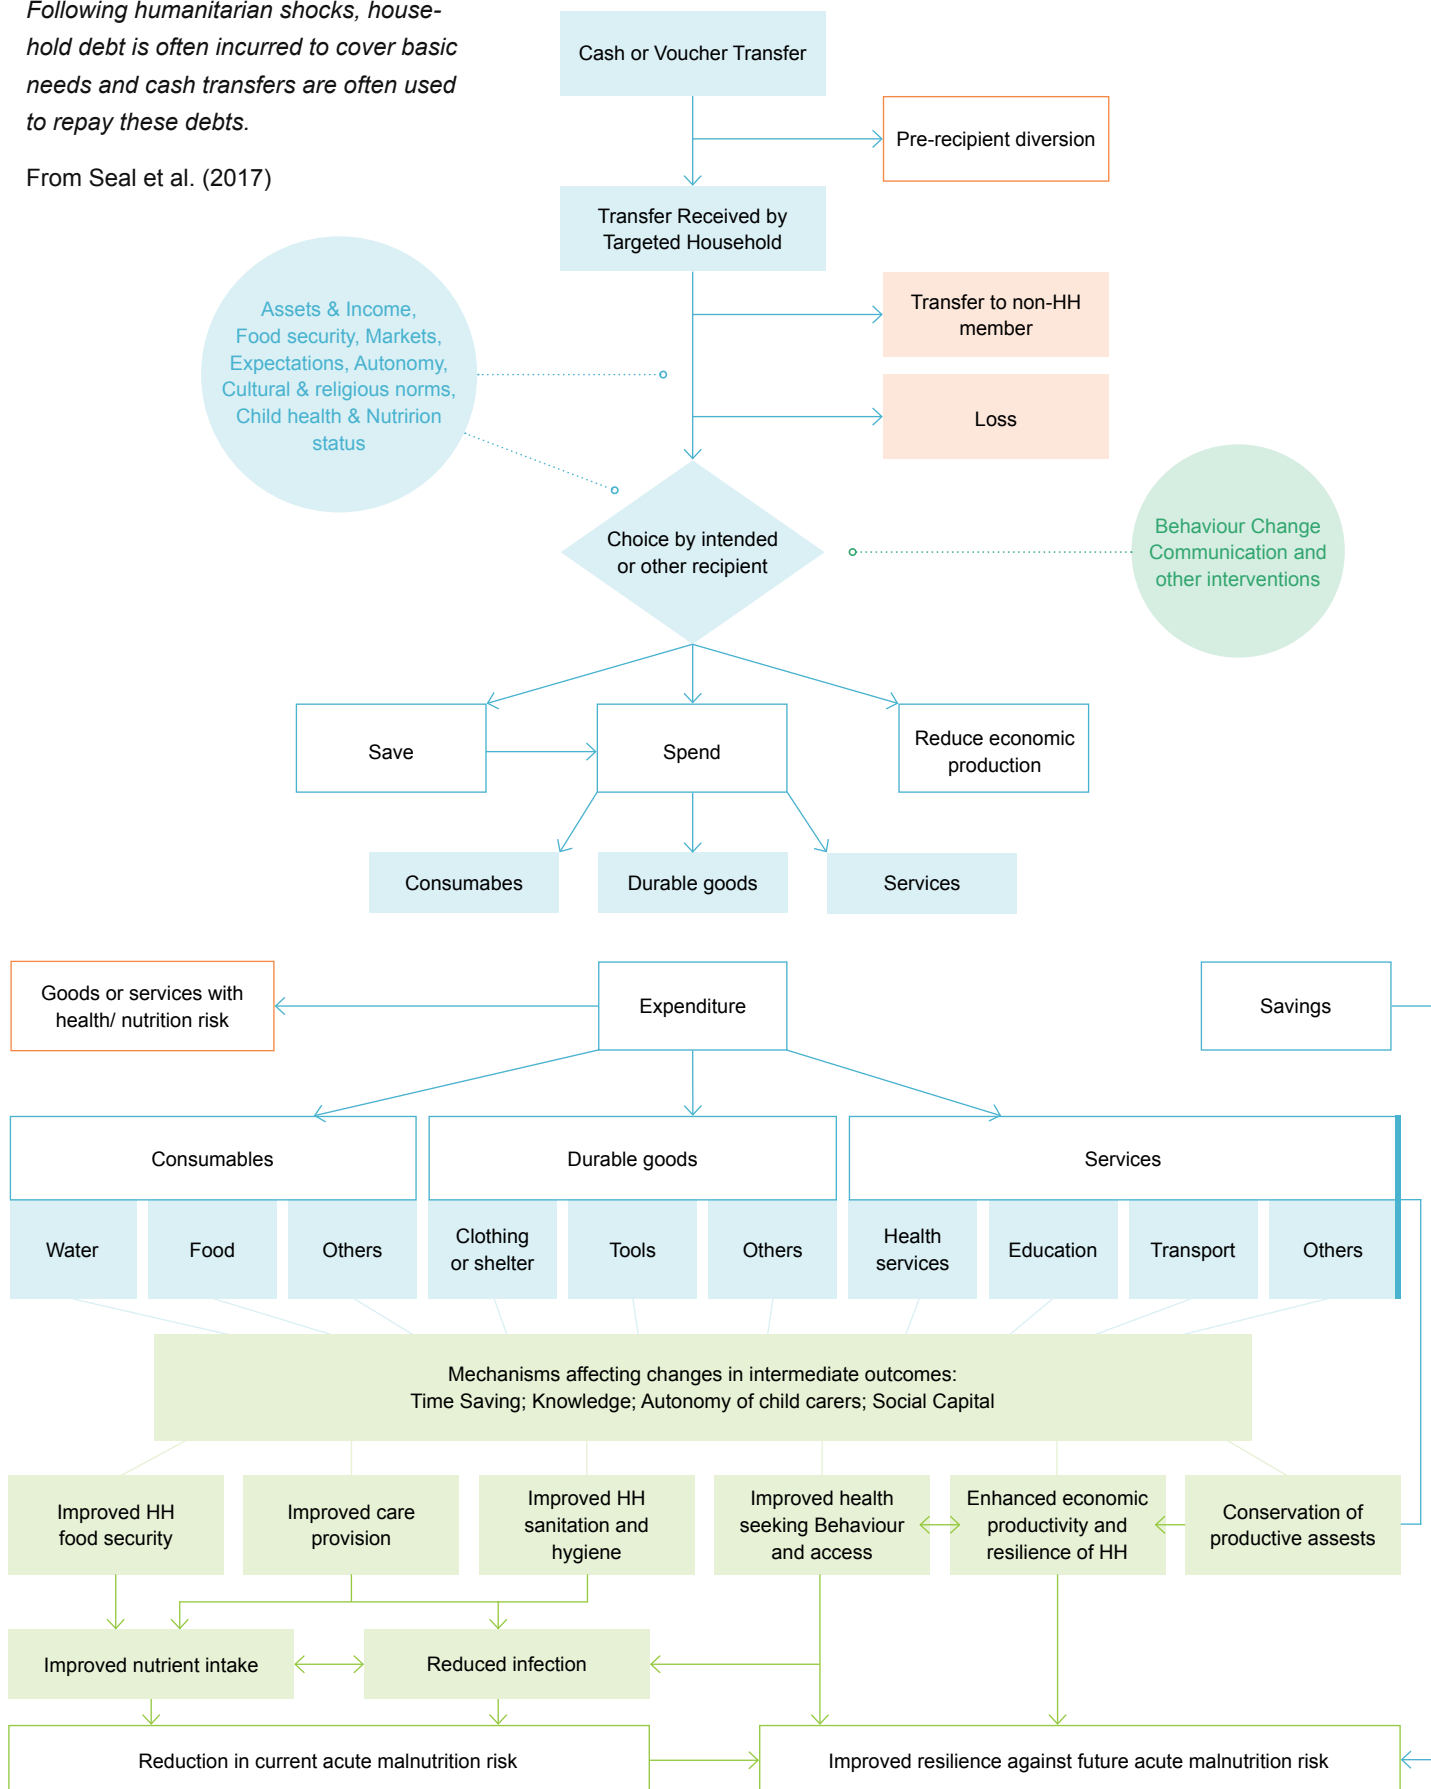 Following humanitarian shocks, house-
hold debt is often incurred to cover basic
needs and cash transfers are often used
to repay these debts.
From Seal et al. (2017)
Cash or Voucher Transfer
Pre-recipient diversion
Transfer Received by
Targeted Household
Assets & Income,
Food security, Markets,
Expectations, Autonomy,
Cultural & religious norms,
Child health & Nutririon
status
Transfer to non-HH
member
Loss
Choice by intended
or other recipient
Behaviour Change
Communication and
other interventions
Save
Spend
Reduce economic
production
Consumabes
Durable goods
Services
Goods or services with
health/ nutrition risk
Expenditure
Savings
Consumables
Durable goods
Services
Water
Food
Others
Clothing
or shelter
Tools
Others
Health
services
Education
Transport
Others
Mechanisms affecting changes in intermediate outcomes:
Time Saving; Knowledge; Autonomy of child carers; Social Capital
Improved HH
food security
Improved care
provision
Improved HH
sanitation and
hygiene
Improved health
seeking Behaviour
and access
Enhanced economic
productivity and
resilience of HH
Conservation of
productive assests
Improved nutrient intake
Reduced infection
Reduction in current acute malnutrition risk
Improved resilience against future acute malnutrition risk